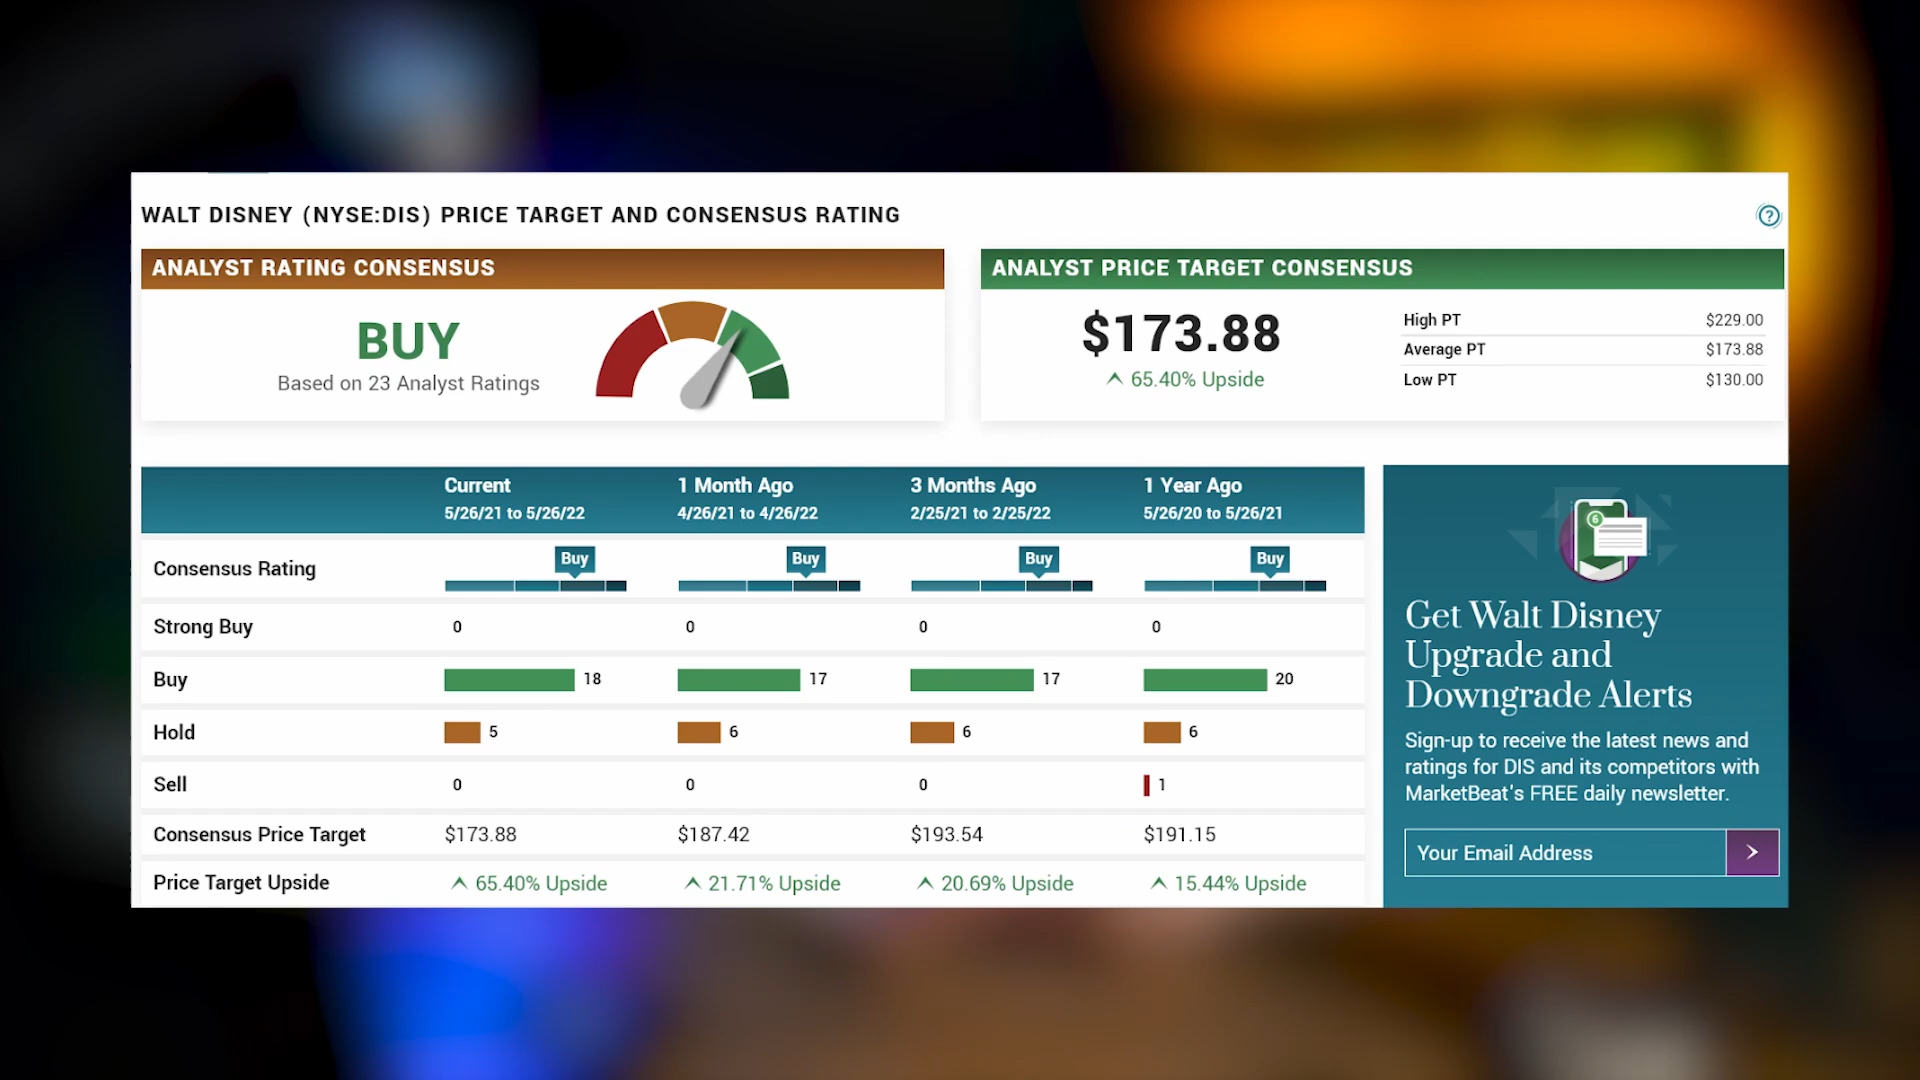 WALT DISNEY (NYSE:DIS) PRICE TARGET AND CONSENSUS RATING
?
ANALYST RATING CONSENSUS
BUY
Based on 23 Analyst Ratings
ANALYST PRICE TARGET CONSENSUS
$173.88
65.40% Upside
High PT $229.00
Average PT $173.88
Low PT $130.00
Current 1 Month Ago 3 Months Ago 1 Year Ago
5/26/21 to 5/26/22 4/26/21 to 4/26/22 2/25/21 to 2/25/22 5/26/20 to 5/26/21
Consensus Rating Buy Buy Buy Buy
Strong Buy 0 0 0 0
Buy 18 17 17 20
Hold 5 6 6 6
Sell 0 0 0 1
Consensus Price Target $173.88 $187.42 $193.54 $191.15
Price Target Upside 65.40% Upside 21.71% Upside 20.69% Upside 15.44% Upside
6
Get Walt Disney
Upgrade and
Downgrade Alerts
Sign-up to receive the latest news and
ratings for DIS and its competitors with
MarketBeat's FREE daily newsletter.
Your Email Address